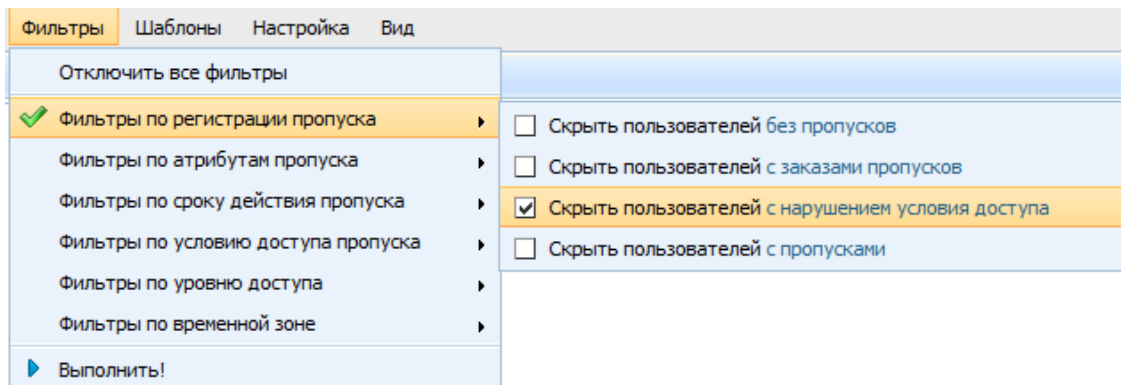 Фильтры Шаблоны Настройка Вид
Отключить все фильтры
Фильтры по регистрации пропуска
Фильтры по атрибутам пропуска
Фильтры по сроку действия пропуска
Фильтры по условию доступа пропуска
Фильтры по уровню доступа
Фильтры по временной зоне
Выполнить!
Скрыть пользователей без пропусков
Скрыть пользователей с заказами пропусков
Скрыть пользователей с нарушением условия доступа
Скрыть пользователей с пропусками